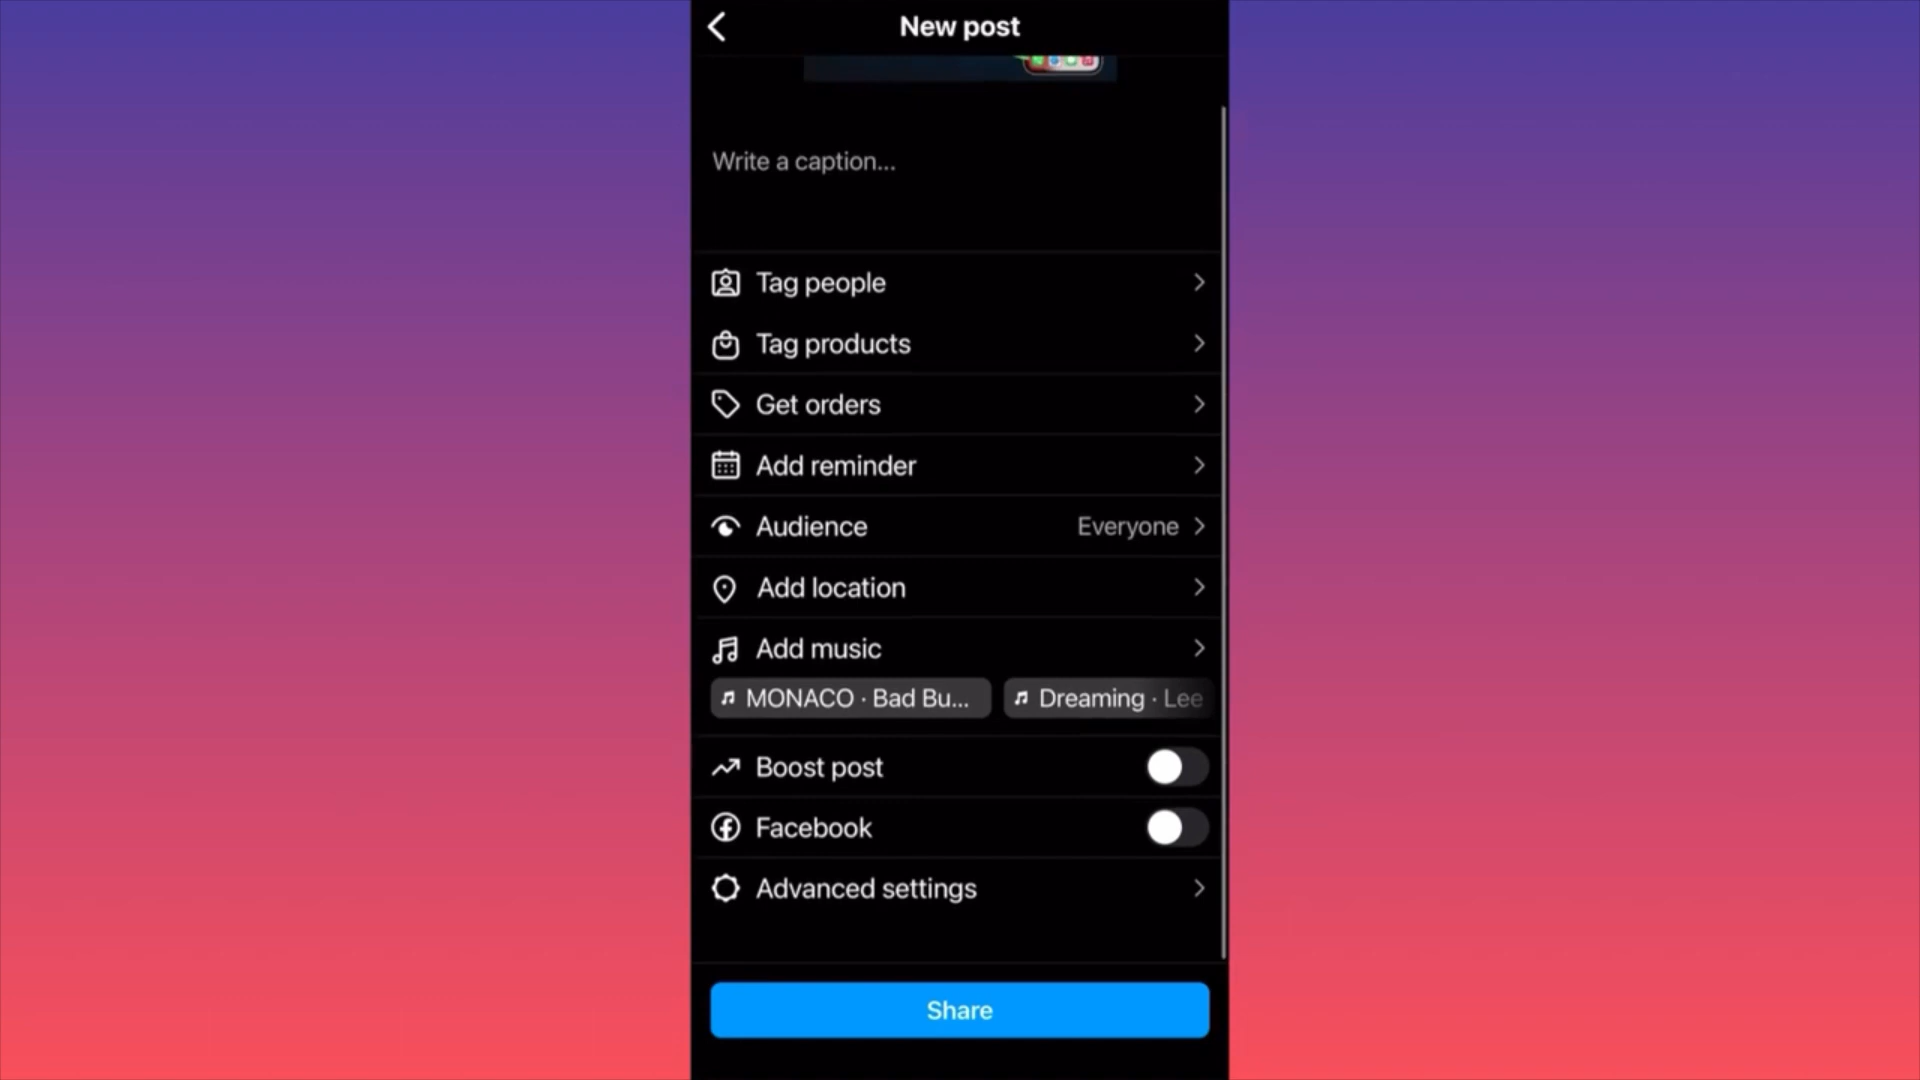 New post
Write a caption...
Tag people
Tag products
Get orders
Add reminder
Audience Everyone
Add location
Add music
MONACO · Bad Bu... Dreaming · Lee
Boost post
Facebook
Advanced settings
Share